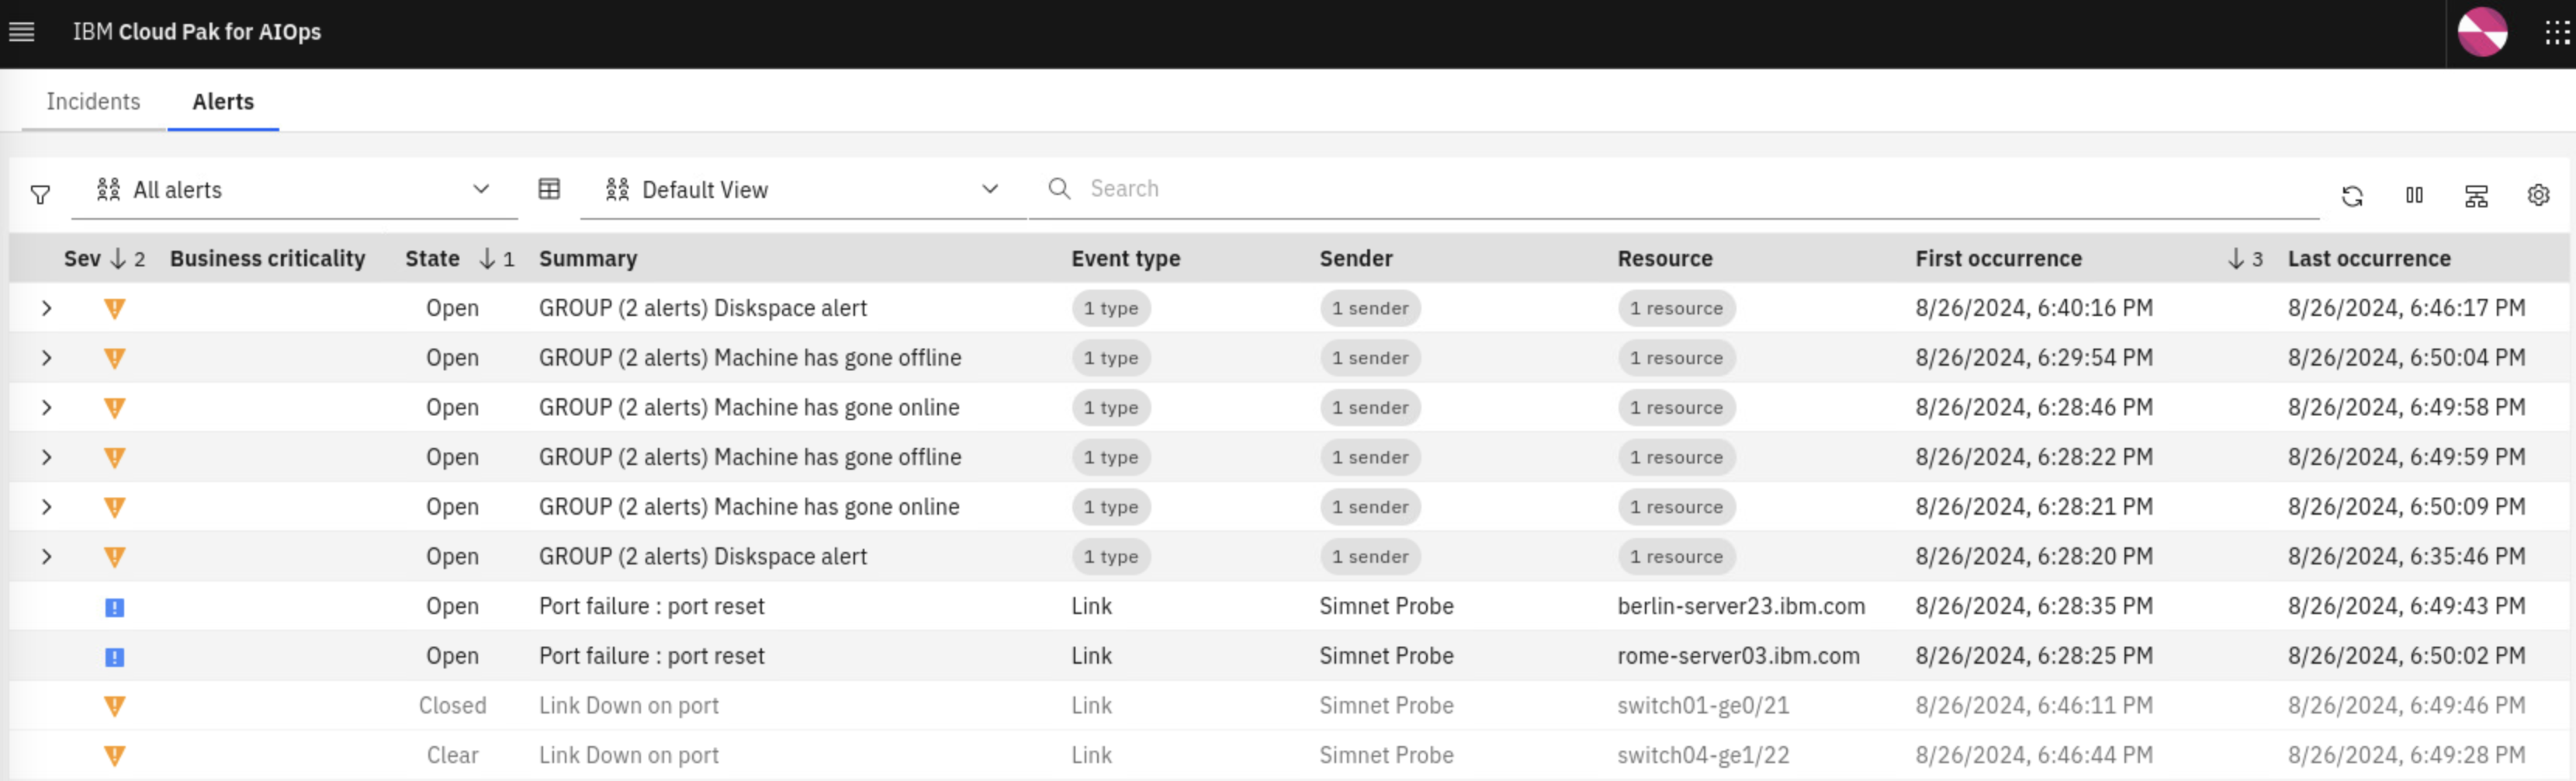 IBM Cloud Pak for AIOps
Incidents Alerts
All alerts Default View Search
Sev 2 Business criticality State 1 Summary Event type Sender Resource First occurrence 3 Last occurrence
Open GROUP (2 alerts) Diskspace alert 1 type 1 sender 1 resource 8/26/2024, 6:40:16 PM 8/26/2024, 6:46:17 PM
Open GROUP (2 alerts) Machine has gone offline 1 type 1 sender 1 resource 8/26/2024, 6:29:54 PM 8/26/2024, 6:50:04 PM
Open GROUP (2 alerts) Machine has gone online 1 type 1 sender 1 resource 8/26/2024, 6:28:46 PM 8/26/2024, 6:49:58 PM
Open GROUP (2 alerts) Machine has gone offline 1 type 1 sender 1 resource 8/26/2024, 6:28:22 PM 8/26/2024, 6:49:59 PM
Open GROUP (2 alerts) Machine has gone online 1 type 1 sender 1 resource 8/26/2024, 6:28:21 PM 8/26/2024, 6:50:09 PM
Open GROUP (2 alerts) Diskspace alert 1 type 1 sender 1 resource 8/26/2024, 6:28:20 PM 8/26/2024, 6:35:46 PM
Open Port failure : port reset Link Simnet Probe berlin-server23.ibm.com 8/26/2024, 6:28:35 PM 8/26/2024, 6:49:43 PM
Open Port failure : port reset Link Simnet Probe rome-server03.ibm.com 8/26/2024, 6:28:25 PM 8/26/2024, 6:50:02 PM
Closed Link Down on port Link Simnet Probe switch01-ge0/21 8/26/2024, 6:46:11 PM 8/26/2024, 6:49:46 PM
Clear Link Down on port Link Simnet Probe switch04-ge1/22 8/26/2024, 6:46:44 PM 8/26/2024, 6:49:28 PM